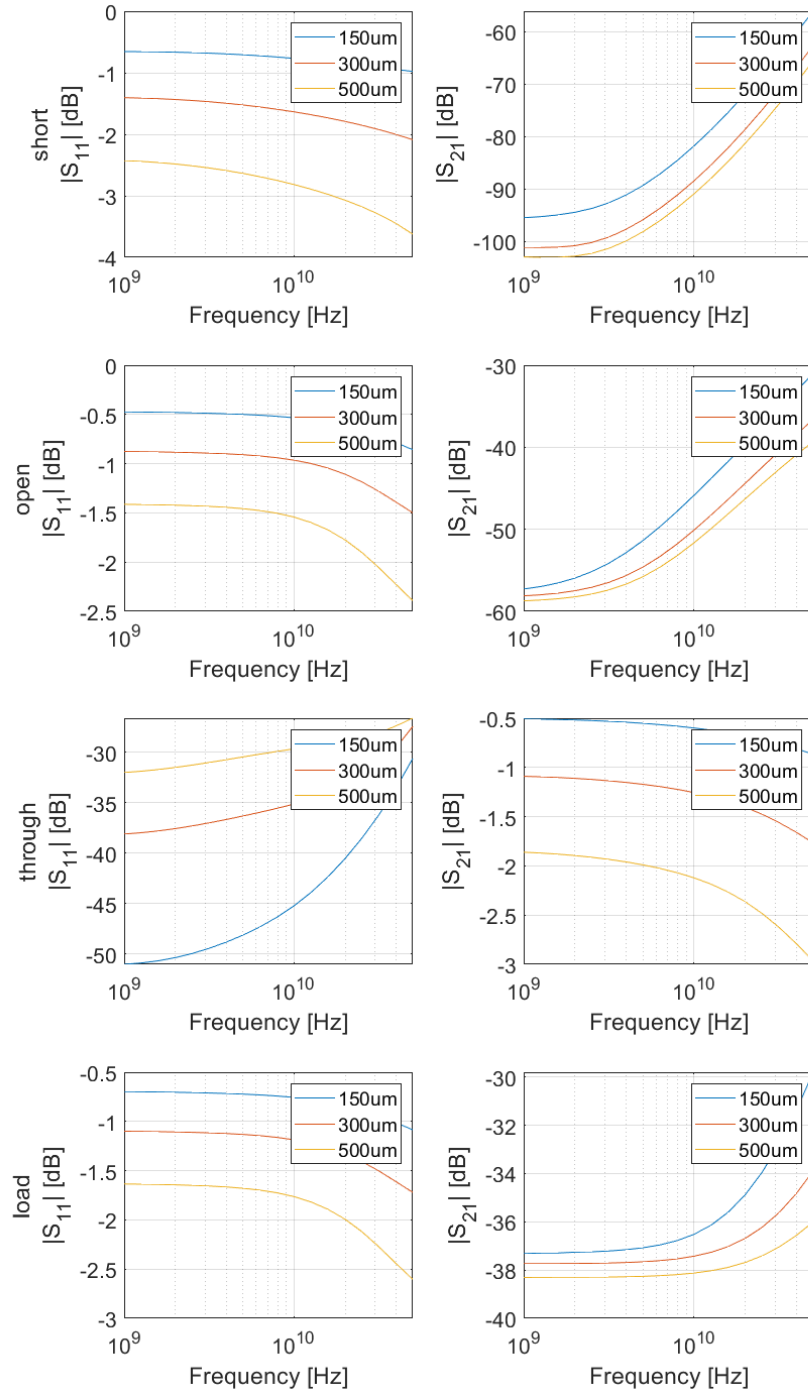 short
|S11| [dB]
0
-1
-2
-3
-4
10^9
10^10
Frequency [Hz]
150um
300um
500um
|S21| [dB]
-60
-70
-80
-90
-100
10^9
10^10
Frequency [Hz]
150um
300um
500um
open
|S11| [dB]
0
-0.5
-1
-1.5
-2
-2.5
10^9
10^10
Frequency [Hz]
150um
300um
500um
|S21| [dB]
-30
-40
-50
-60
10^9
10^10
Frequency [Hz]
150um
300um
500um
through
|S11| [dB]
-30
-35
-40
-45
-50
10^9
10^10
Frequency [Hz]
150um
300um
500um
|S21| [dB]
-0.5
-1
-1.5
-2
-2.5
-3
10^9
10^10
Frequency [Hz]
150um
300um
500um
load
|S11| [dB]
-0.5
-1
-1.5
-2
-2.5
-3
10^9
10^10
Frequency [Hz]
150um
300um
500um
|S21| [dB]
-30
-32
-34
-36
-38
-40
10^9
10^10
Frequency [Hz]
150um
300um
500um